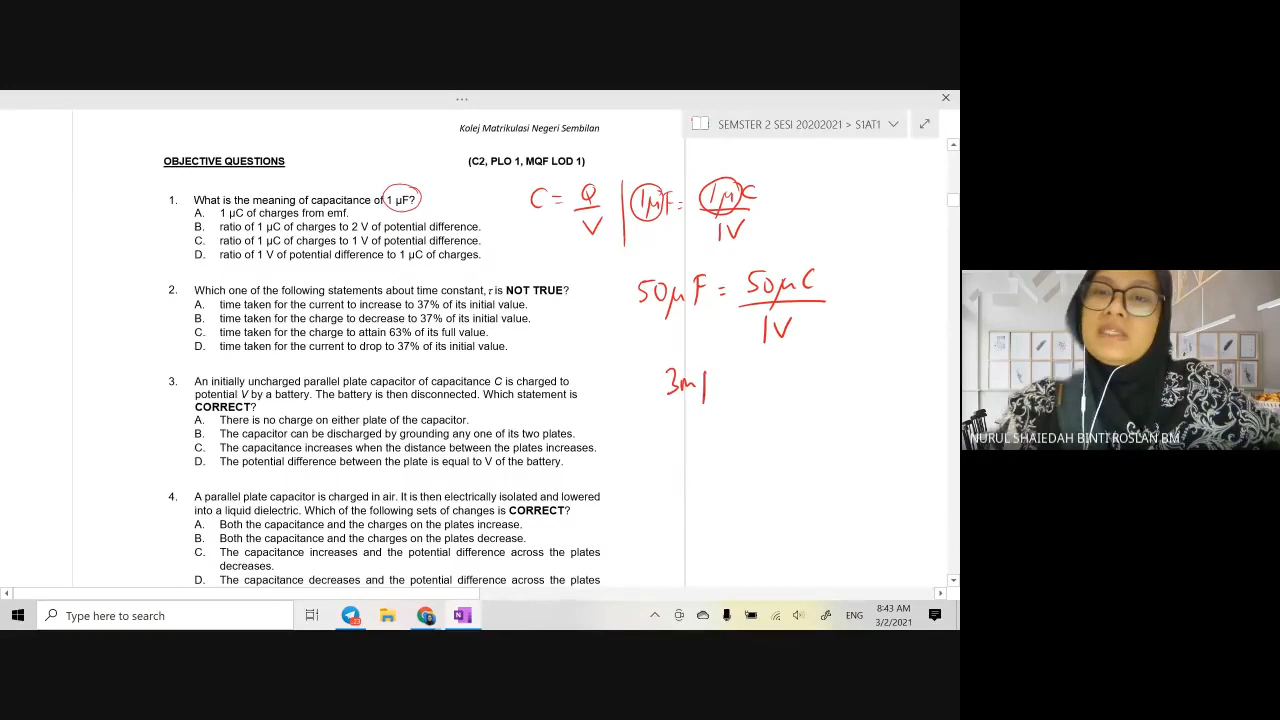 Kolej Matrikulasi Negeri Sembilan
SEMSTER 2 SESI 20202021 > S1AT1
OBJECTIVE QUESTIONS (C2, PLO 1, MQF LOD 1)
1. What is the meaning of capacitance of 1 µF?
A. 1 µC of charges from emf.
B. ratio of 1 µC of charges to 2 V of potential difference.
C. ratio of 1 µC of charges to 1 V of potential difference.
D. ratio of 1 V of potential difference to 1 µC of charges.
C = Q/V | 1µF = 1µC/1V
50µF = 50µC/1V
3m
2. Which one of the following statements about time constant, τ is NOT TRUE?
A. time taken for the current to increase to 37% of its initial value.
B. time taken for the charge to decrease to 37% of its initial value.
C. time taken for the charge to attain 63% of its full value.
D. time taken for the current to drop to 37% of its initial value.
3. An initially uncharged parallel plate capacitor of capacitance C is charged to
potential V by a battery. The battery is then disconnected. Which statement is
CORRECT?
A. There is no charge on either plate of the capacitor.
B. The capacitor can be discharged by grounding any one of its two plates.
C. The capacitance increases when the distance between the plates increases.
D. The potential difference between the plate is equal to V of the battery.
4. A parallel plate capacitor is charged in air. It is then electrically isolated and lowered
into a liquid dielectric. Which of the following sets of changes is CORRECT?
A. Both the capacitance and the charges on the plates increase.
B. Both the capacitance and the charges on the plates decrease.
C. The capacitance increases and the potential difference across the plates
decreases.
D. The capacitance decreases and the potential difference across the plates
NURUL SHAIEDAH BINTI ROSLAN BM
Type here to search
ENG
8:43 AM
3/2/2021